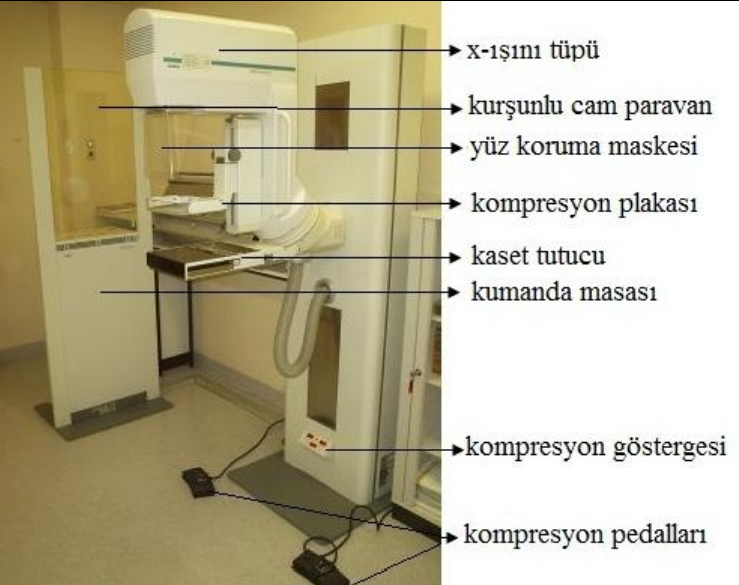 x-ışını tüpü
kurşunlu cam paravan
yüz koruma maskesi
kompresyon plakası
kaset tutucu
kumanda masası
kompresyon göstergesi
kompresyon pedalları